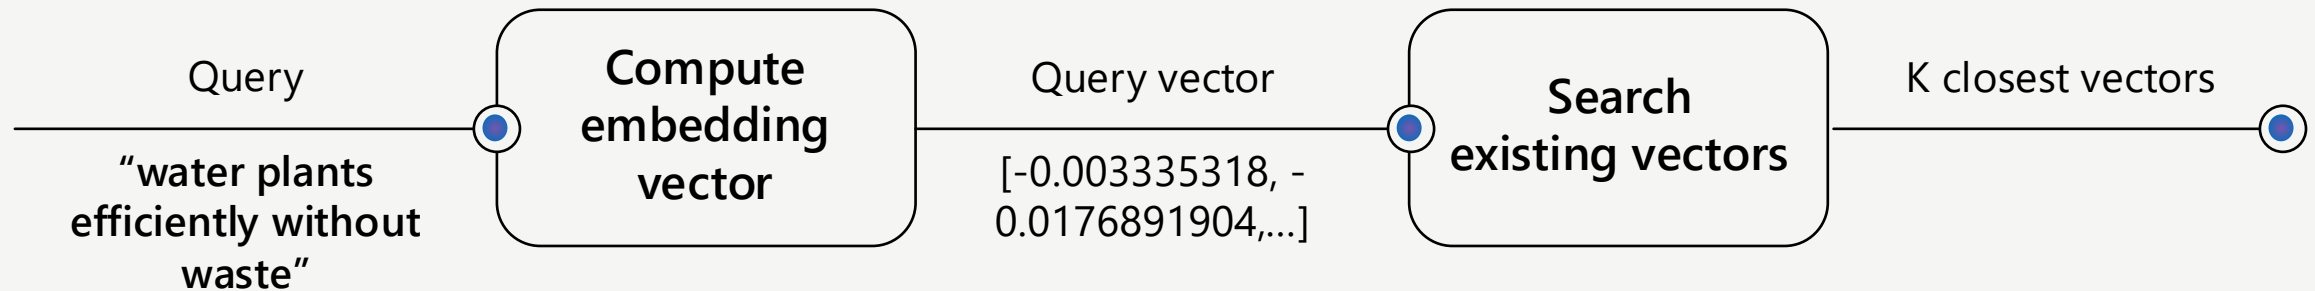 Query
“water plants
efficiently without
waste”
Compute
embedding
vector
Query vector
[-0.003335318, -
0.0176891904,...]
Search
existing vectors
K closest vectors